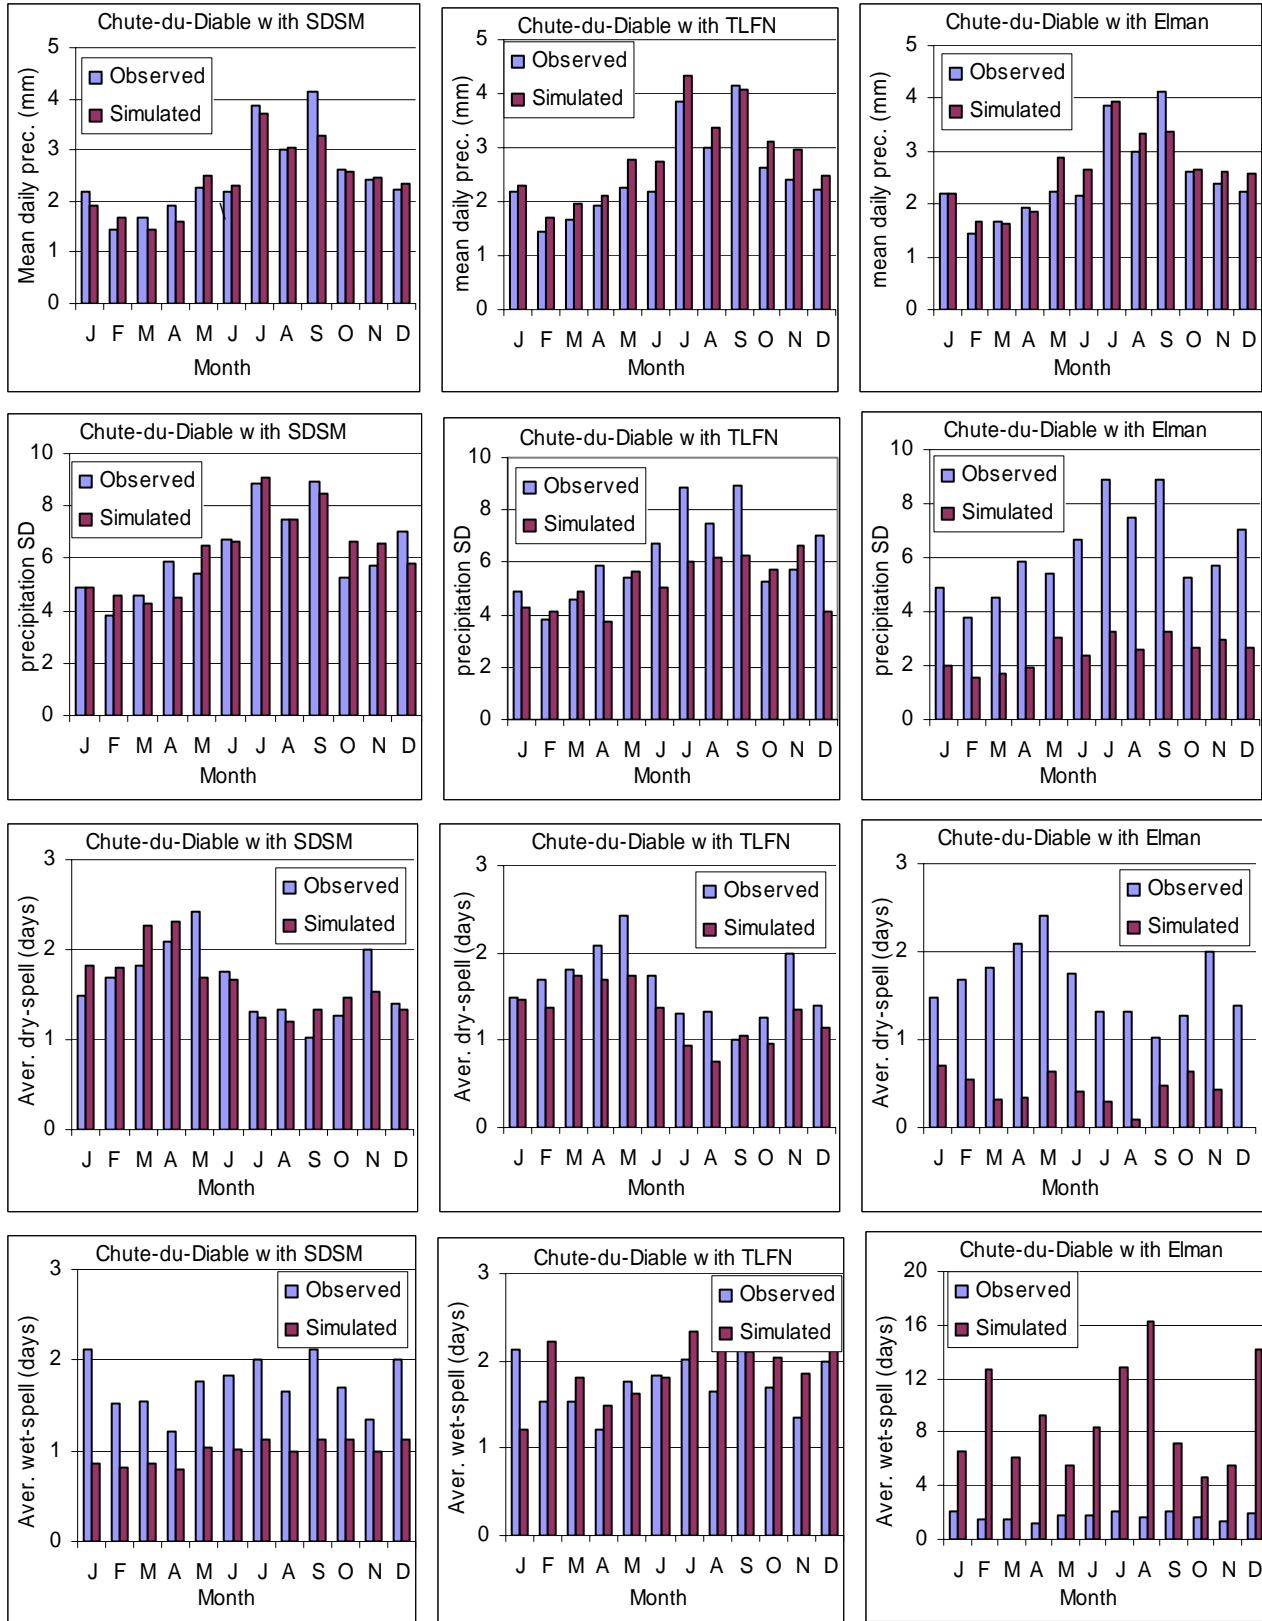 Chute-du-Diable w ith SDSM
Mean daily prec. (mm)
5
4
3
2
1
0
Observed
Simulated
J F M A M J J A S O N D
Month
Chute-du-Diable w ith TLFN
mean daily prec. (mm)
5
4
3
2
1
0
Observed
Simulated
J F M A M J J A S O N D
Month
Chute-du-Diable w ith Elman
mean daily prec. (mm)
5
4
3
2
1
0
Observed
Simulated
J F M A M J J A S O N D
Month
Chute-du-Diable w ith SDSM
precipitation SD
10
8
6
4
2
0
Observed
Simulated
J F M A M J J A S O N D
Month
Chute-du-Diable w ith TLFN
precipitation SD
10
8
6
4
2
0
Observed
Simulated
J F M A M J J A S O N D
Month
Chute-du-Diable w ith Elman
precipitation SD
10
8
6
4
2
0
Observed
Simulated
J F M A M J J A S O N D
Month
Chute-du-Diable w ith SDSM
Aver. dry-spell (days)
3
2
1
0
Observed
Simulated
J F M A M J J A S O N D
Month
Chute-du-Diable w ith TLFN
Aver. dry-spell (days)
3
2
1
0
Observed
Simulated
J F M A M J J A S O N D
Month
Chute-du-Diable w ith Elman
Aver. dry-spell (days)
3
2
1
0
Observed
Simulated
J F M A M J J A S O N D
Month
Chute-du-Diable w ith SDSM
Aver. wet-spell (days)
3
2
1
0
Observed
Simulated
J F M A M J J A S O N D
Month
Chute-du-Diable w ith TLFN
Aver. wet-spell (days)
3
2
1
0
Observed
Simulated
J F M A M J J A S O N D
Month
Chute-du-Diable w ith Elman
Aver. wet-spell (days)
20
16
12
8
4
0
Observed
Simulated
J F M A M J J A S O N D
Month